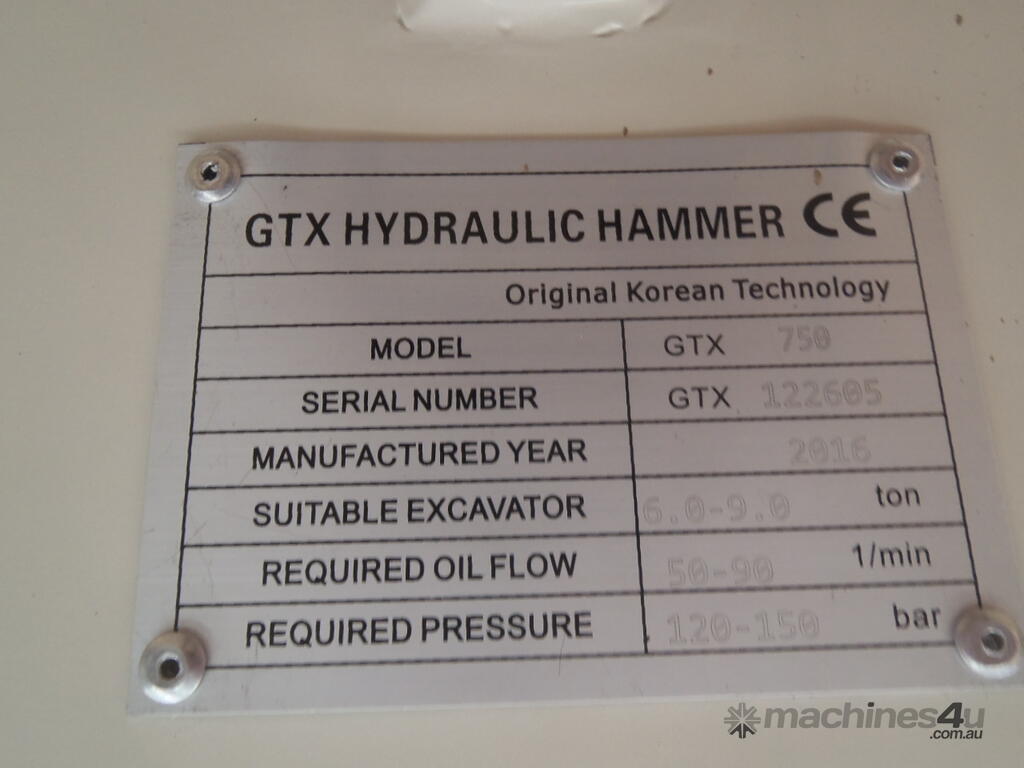 GTX HYDRAULIC HAMMER CE
Original Korean Technology
MODEL GTX 750
SERIAL NUMBER GTX 122605
MANUFACTURED YEAR 2016
SUITABLE EXCAVATOR 6.0-9.0 ton
REQUIRED OIL FLOW 50-90 1/min
REQUIRED PRESSURE 120-150 bar
machines4u
.com.au